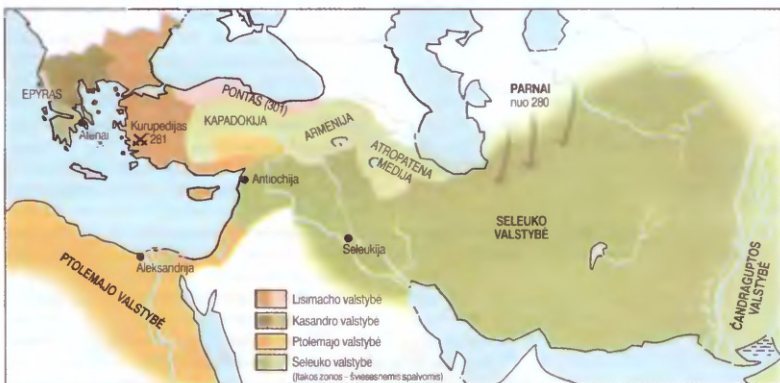 EPYRAS
Atėnai
Kurupedijas
281
PONTAS (301)
KAPADOKIJA
ARMĖNIJA
ATROPATENA
MEDIJA
PARNAI
nuo 280
Antiochija
Seleukija
SELEUKO
VALSTYBĖ
ČANDRAGUPTOS
VALSTYBĖ
Aleksandrija
PTOLEMAJO VALSTYBĖ
Lisimacho valstybė
Kasandro valstybė
Ptolemajo valstybė
Seleuko valstybė
(įtakos zonos – šviesesnėmis spalvomis)